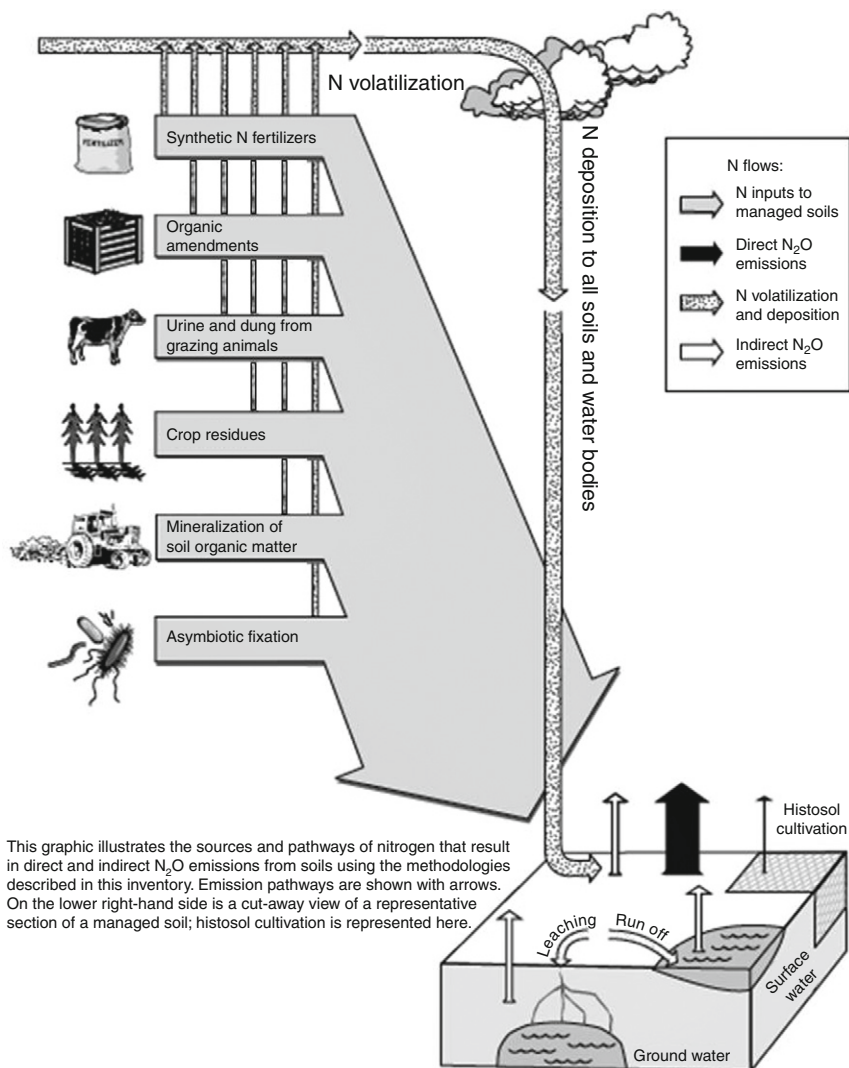 N volatilization
FERTILIZER
Synthetic N fertilizers
Organic
amendments
Urine and dung from
grazing animals
Crop residues
Mineralization of
soil organic matter
Asymbiotic fixation
N deposition to all soils and water bodies
N flows:
N inputs to
managed soils
Direct N₂O
emissions
N volatilization
and deposition
Indirect N₂O
emissions
This graphic illustrates the sources and pathways of nitrogen that result
in direct and indirect N₂O emissions from soils using the methodologies
described in this inventory. Emission pathways are shown with arrows.
On the lower right-hand side is a cut-away view of a representative
section of a managed soil; histosol cultivation is represented here.
Histosol
cultivation
Leaching
Run off
Surface
water
Ground water